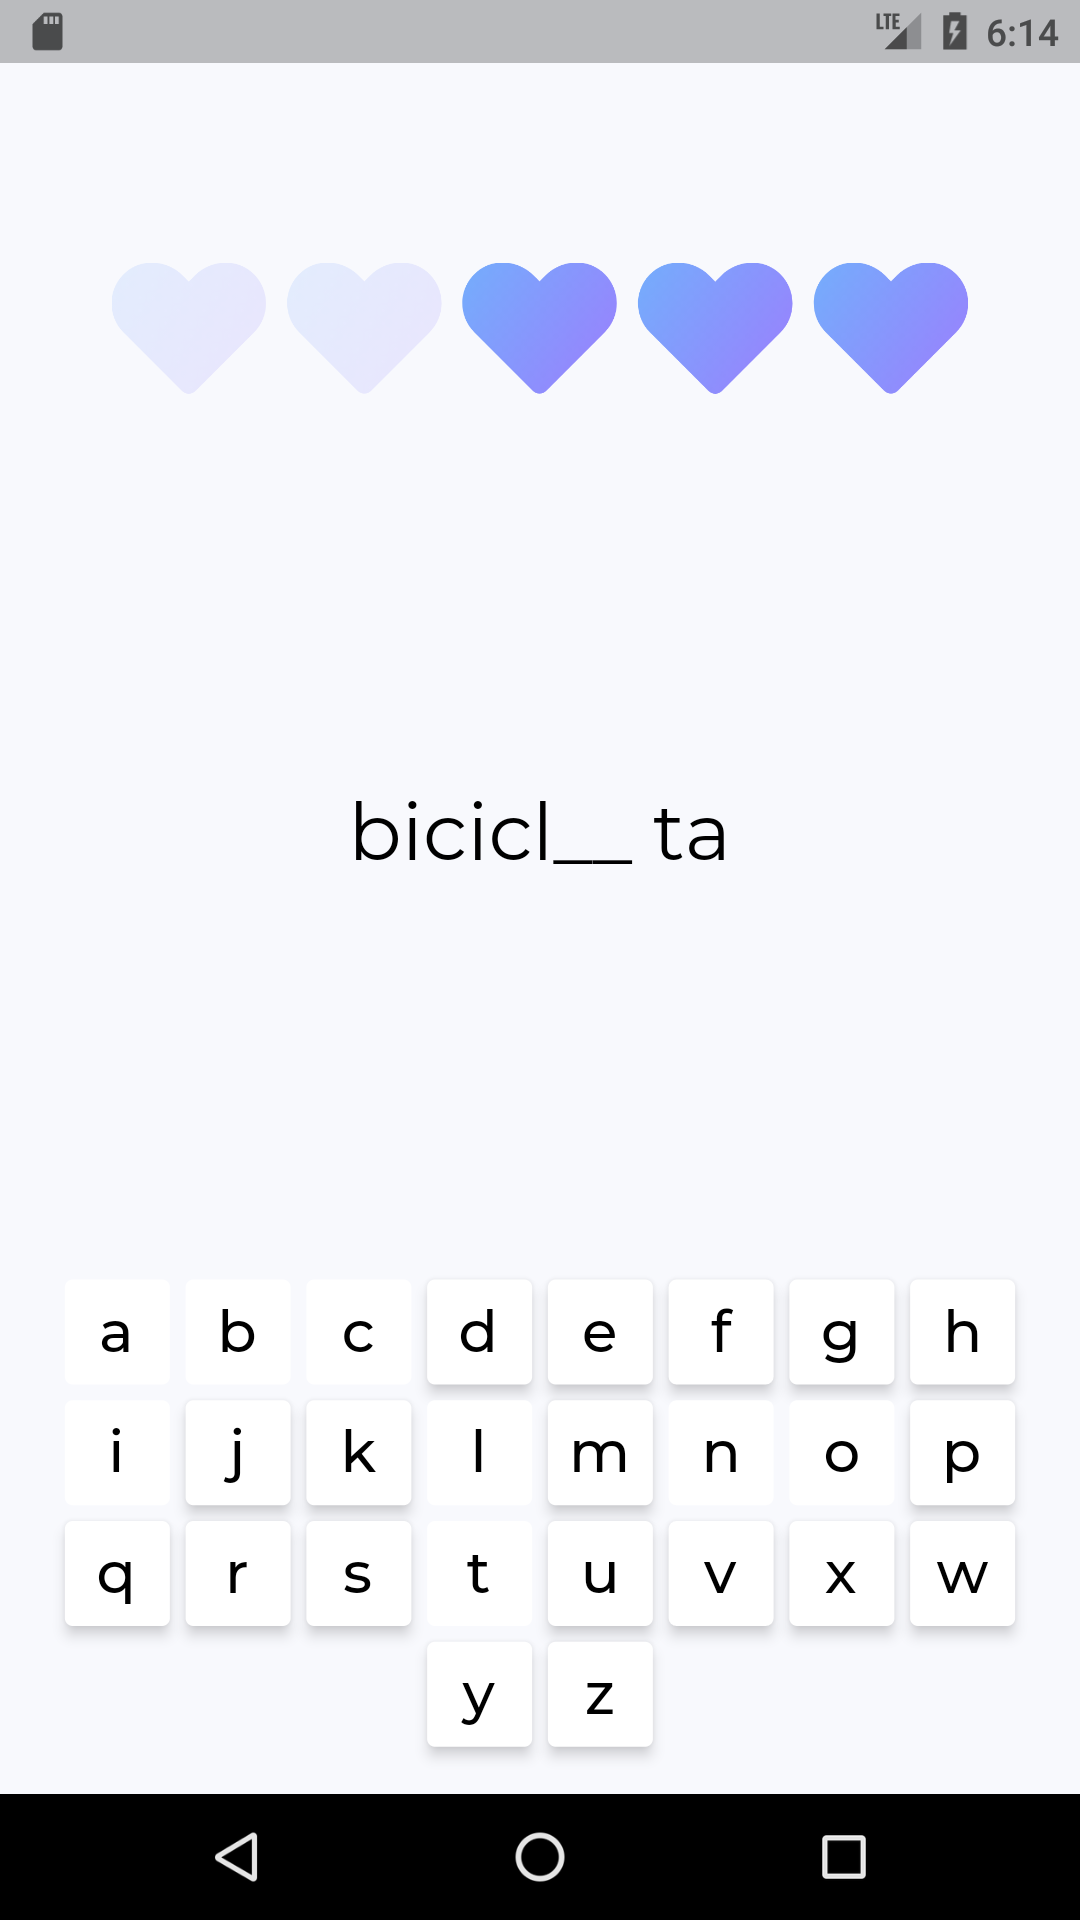 LTE 6:14
bicicl__ ta
a b c d e f g h
i j k l m n o p
q r s t u v x w
y z